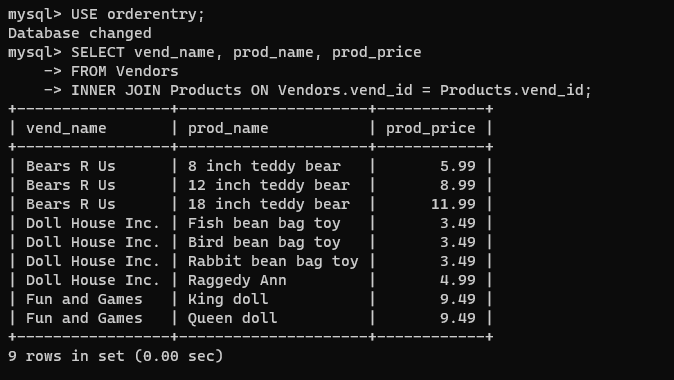 mysql> USE orderentry;
Database changed
mysql> SELECT vend_name, prod_name, prod_price
    -> FROM Vendors
    -> INNER JOIN Products ON Vendors.vend_id = Products.vend_id;
+-----------------+---------------------+------------+
| vend_name       | prod_name           | prod_price |
+-----------------+---------------------+------------+
| Bears R Us      | 8 inch teddy bear   |       5.99 |
| Bears R Us      | 12 inch teddy bear  |       8.99 |
| Bears R Us      | 18 inch teddy bear  |      11.99 |
| Doll House Inc. | Fish bean bag toy   |       3.49 |
| Doll House Inc. | Bird bean bag toy   |       3.49 |
| Doll House Inc. | Rabbit bean bag toy |       3.49 |
| Doll House Inc. | Raggedy Ann         |       4.99 |
| Fun and Games   | King doll           |       9.49 |
| Fun and Games   | Queen doll          |       9.49 |
+-----------------+---------------------+------------+
9 rows in set (0.00 sec)